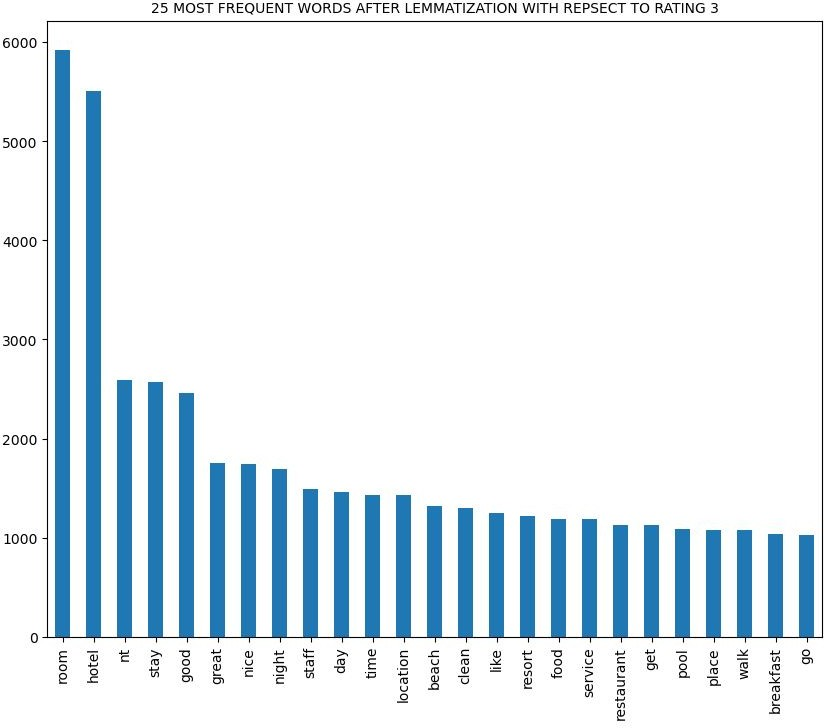 25 MOST FREQUENT WORDS AFTER LEMMATIZATION WITH REPSECT TO RATING 3
6000
5000
4000
3000
2000
1000
0
room
hotel
nt
stay
good
great
nice
night
staff
day
time
location
beach
clean
like
resort
food
service
restaurant
get
pool
place
walk
breakfast
go